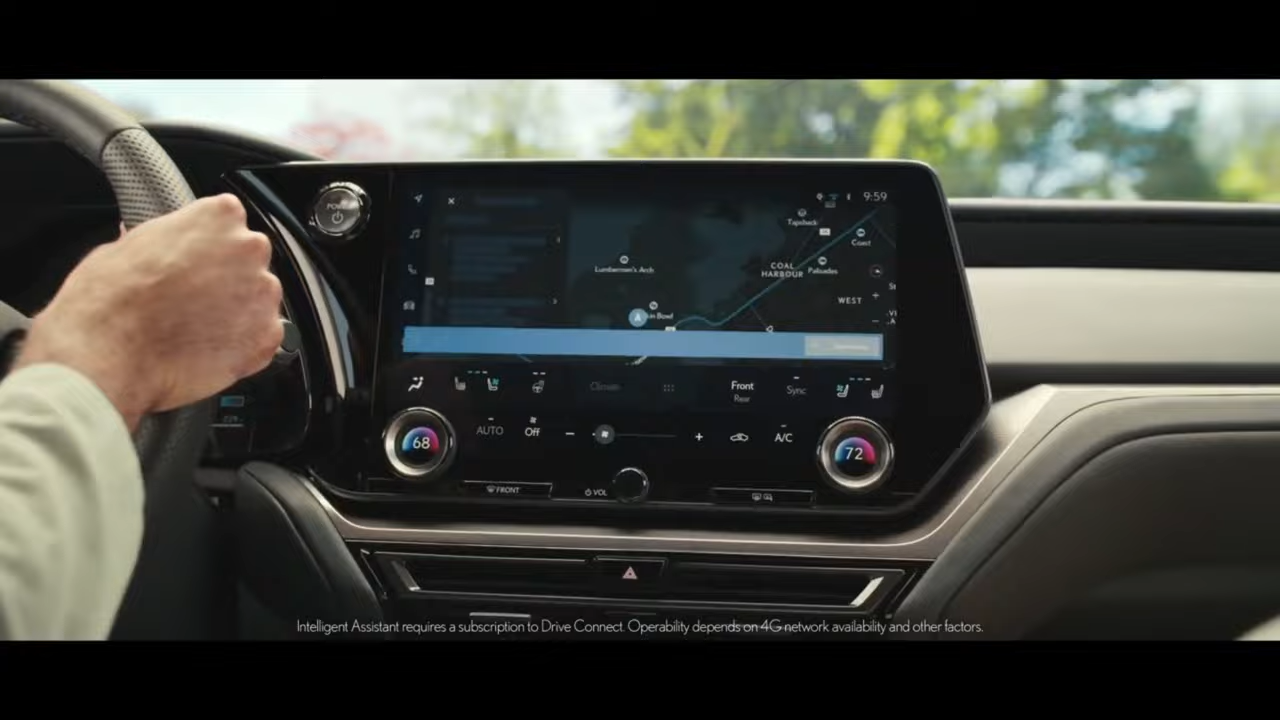 POWER
9:59
Tapshack
Coast
Lumbermen's Arch
COAL
HARBOUR
Palisades
WEST
Climate
Front
Rear
Sync
AUTO
Off
A/C
68
72
FRONT
VOL
Intelligent Assistant requires a subscription to Drive Connect. Operability depends on 4G network availability and other factors.